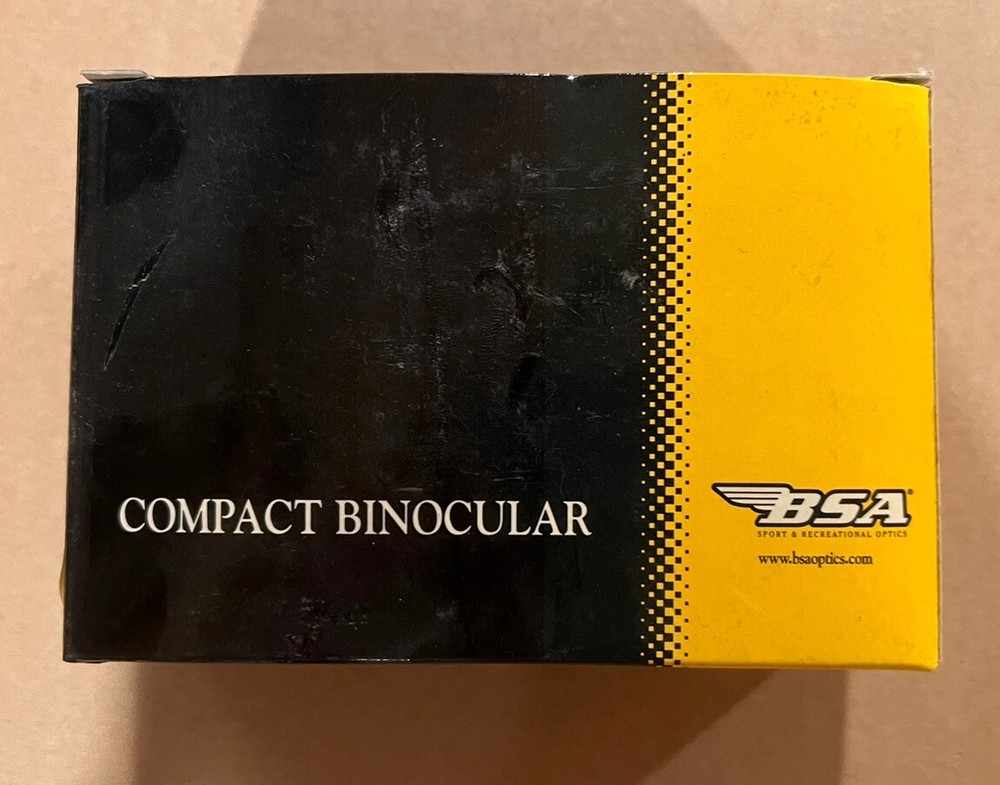 COMPACT BINOCULAR
BSA®
SPORT & RECREATIONAL OPTICS
www.bsaoptics.com